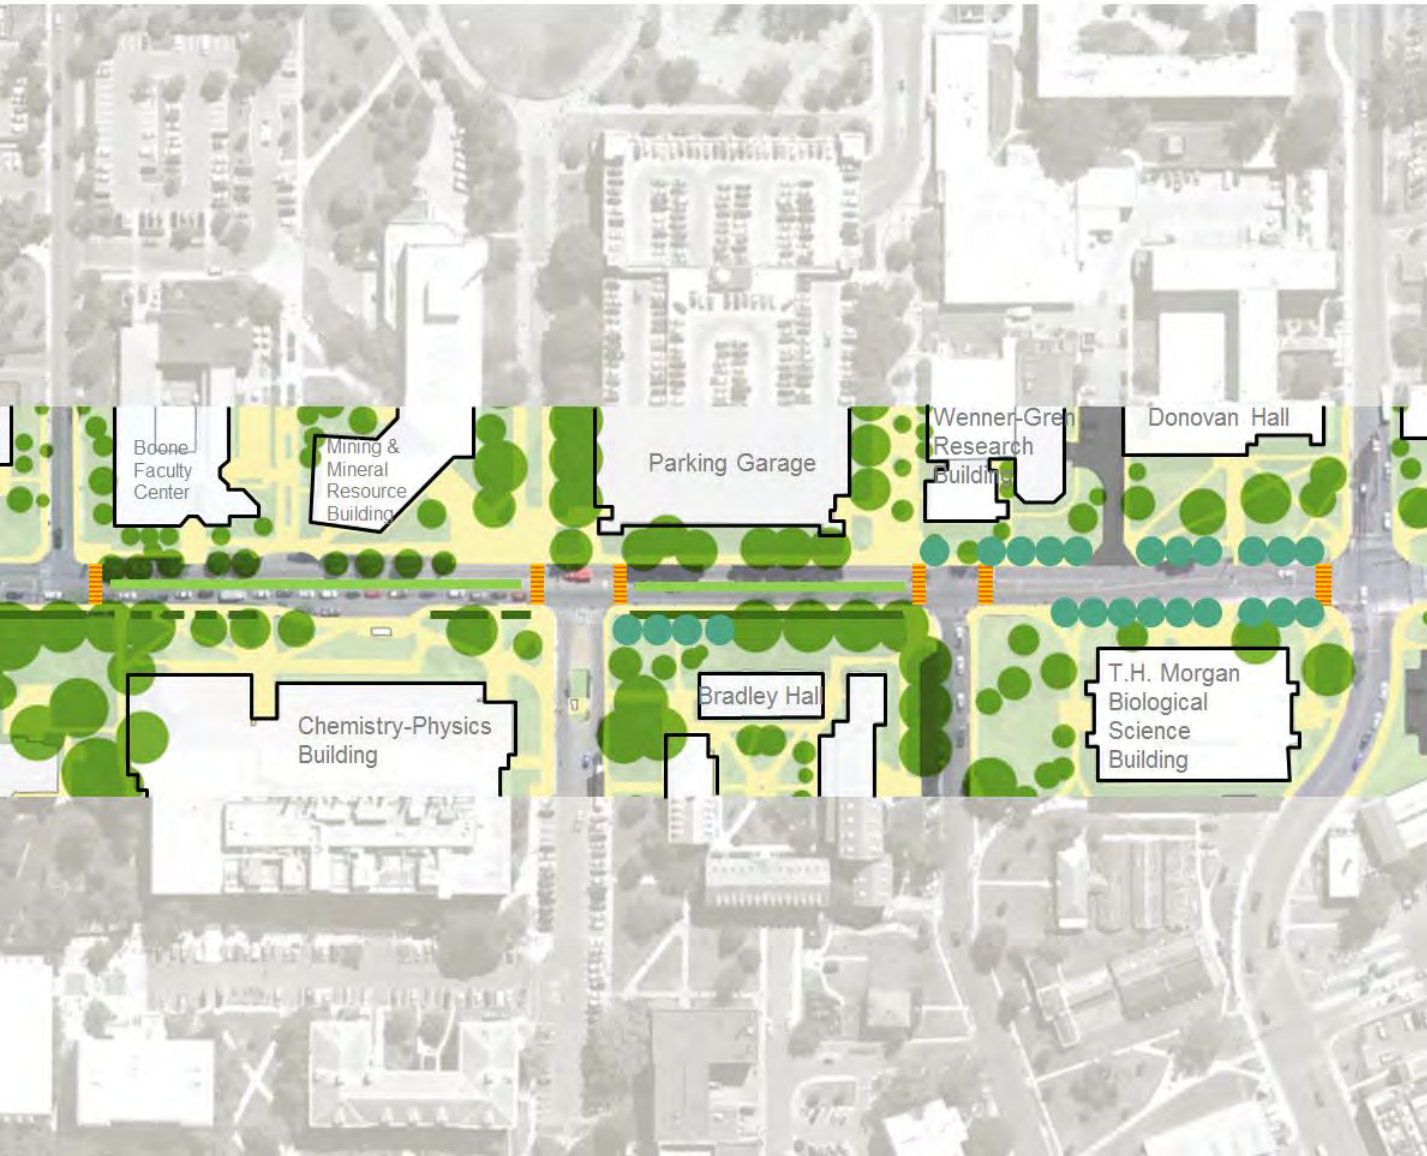 Boone
Faculty
Center
Mining &
Mineral
Resource
Building
Parking Garage
Wenner-Gren
Research
Building
Donovan Hall
Chemistry-Physics
Building
Bradley Hall
T.H. Morgan
Biological
Science
Building